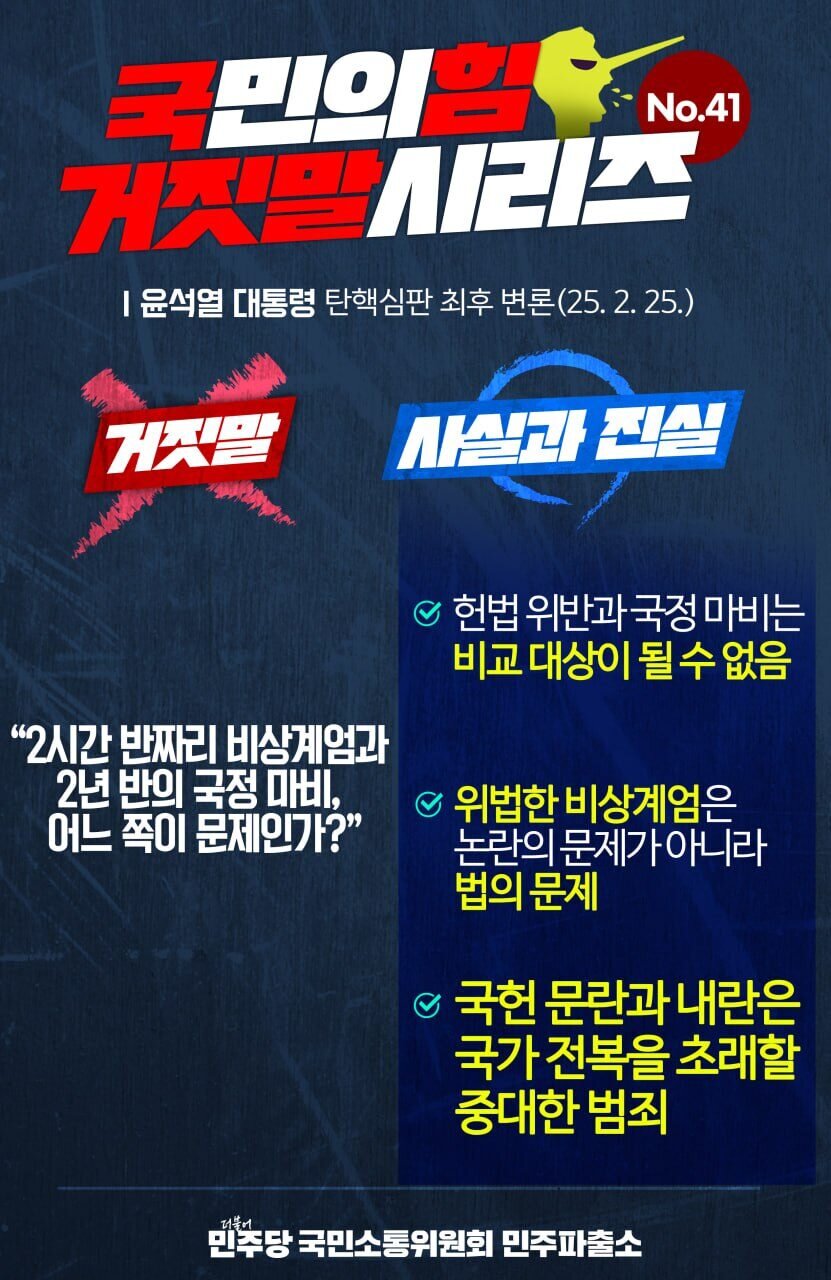 국민의힘
No.41
거짓말시리즈
| 윤석열 대통령 탄핵심판 최후 변론(25. 2. 25.)
거짓말
사실과 진실
“2시간 반짜리 비상계엄과
2년 반의 국정 마비,
어느 쪽이 문제인가?”
헌법 위반과 국정 마비는
비교 대상이 될 수 없음
위법한 비상계엄은
논란의 문제가 아니라
법의 문제
국헌 문란과 내란은
국가 전복을 초래할
중대한 범죄
더불어
민주당 국민소통위원회 민주파출소